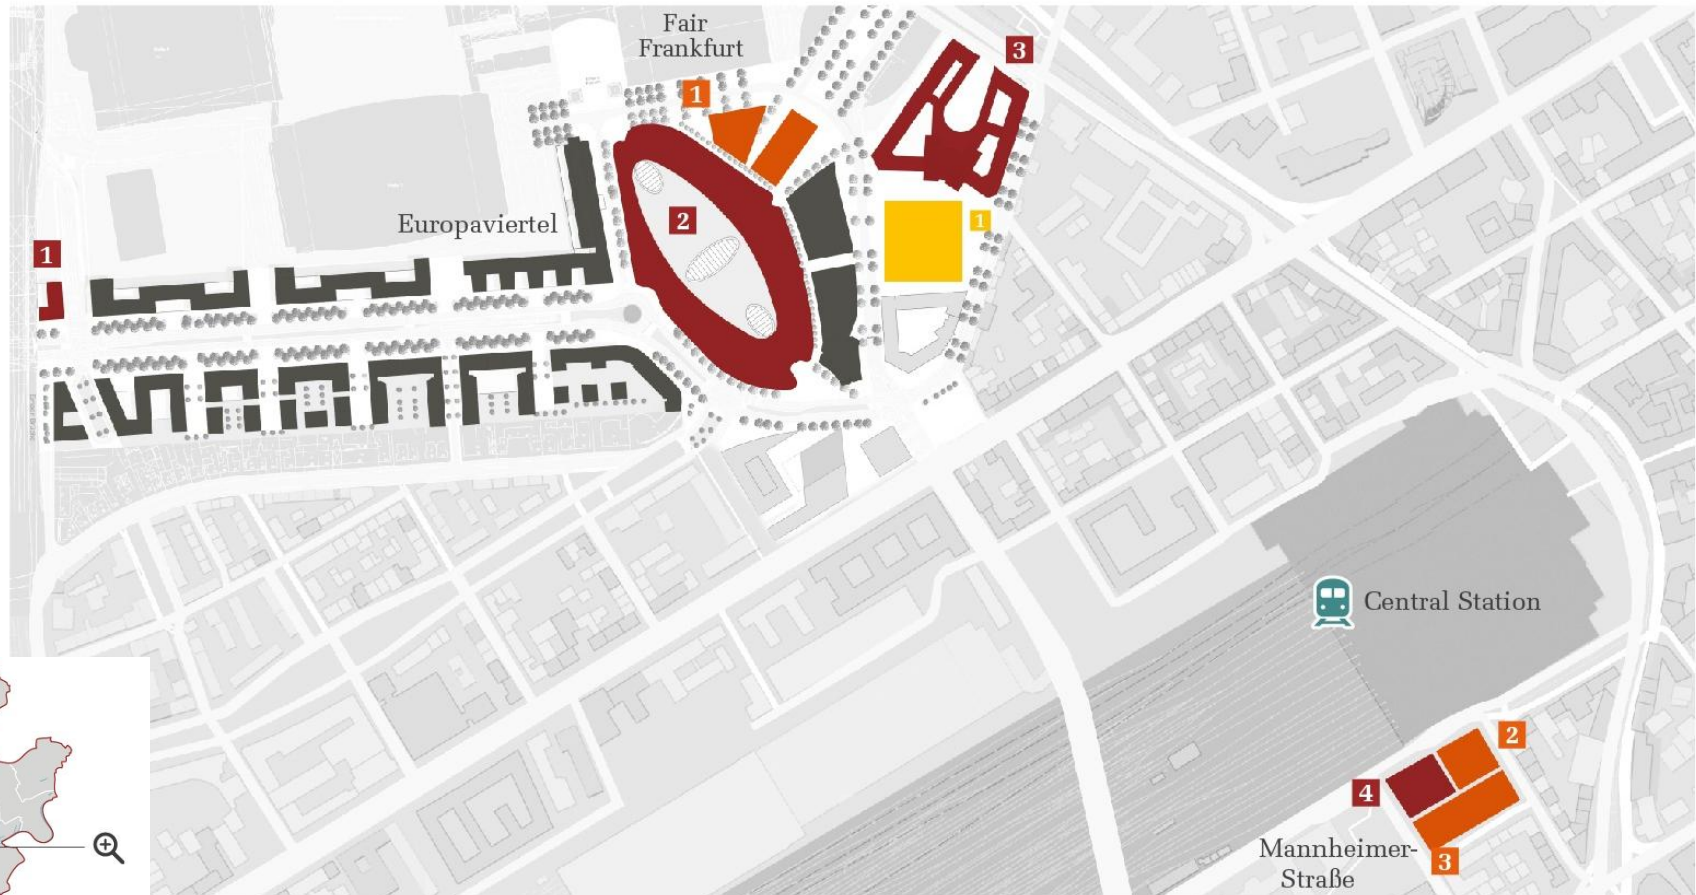 Fair
Frankfurt
3
1
Europaviertel
2
1
1
Central Station
2
4
Mannheimer-
Straße
3